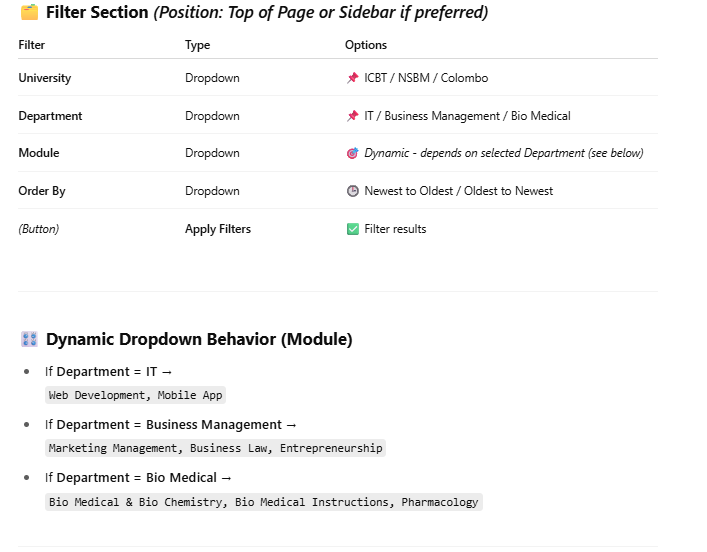 Filter Section (Position: Top of Page or Sidebar if preferred)
Filter Type Options
University Dropdown ICBT / NSBM / Colombo
Department Dropdown IT / Business Management / Bio Medical
Module Dropdown Dynamic - depends on selected Department (see below)
Order By Dropdown Newest to Oldest / Oldest to Newest
(Button) Apply Filters Filter results
Dynamic Dropdown Behavior (Module)
If Department = IT →
Web Development, Mobile App
If Department = Business Management →
Marketing Management, Business Law, Entrepreneurship
If Department = Bio Medical →
Bio Medical & Bio Chemistry, Bio Medical Instructions, Pharmacology